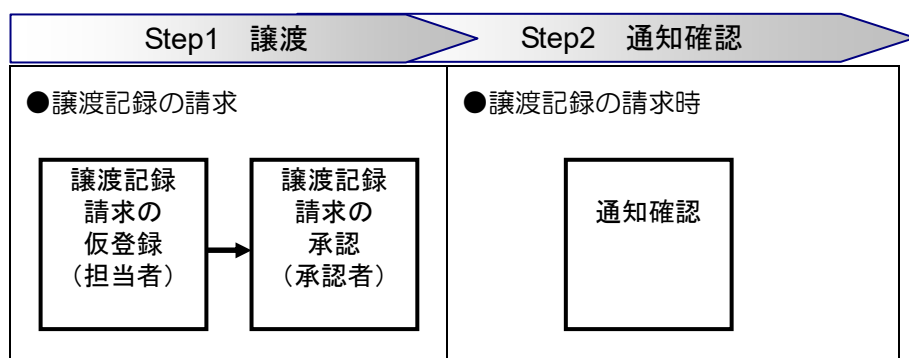 Step1 譲渡
Step2 通知確認
●譲渡記録の請求
●譲渡記録の請求時
譲渡記録
請求の
仮登録
（担当者）
譲渡記録
請求の
承認
（承認者）
通知確認